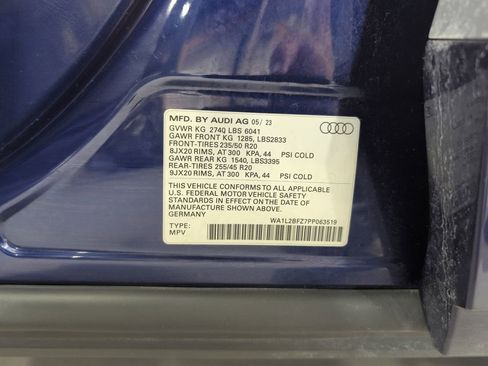 MFD. BY AUDI AG 05/ 23
GVWR KG 2740 LBS 6041
GAWR FRONT KG 1285, LBS2833
FRONT-TIRES 235/50 R20
8JX20 RIMS, AT 300 KPA, 44 PSI COLD
GAWR REAR KG 1540, LBS3395
REAR-TIRES 255/45 R20
9JX20 RIMS, AT 300 KPA, 44 PSI COLD
THIS VEHICLE CONFORMS TO ALL APPLICABLE
U.S. FEDERAL MOTOR VEHICLE SAFETY
STANDARDS IN EFFECT ON THE DATE OF
MANUFACTURE SHOWN ABOVE
GERMANY
WA1L2BFZ7PP063519
TYPE:
MPV